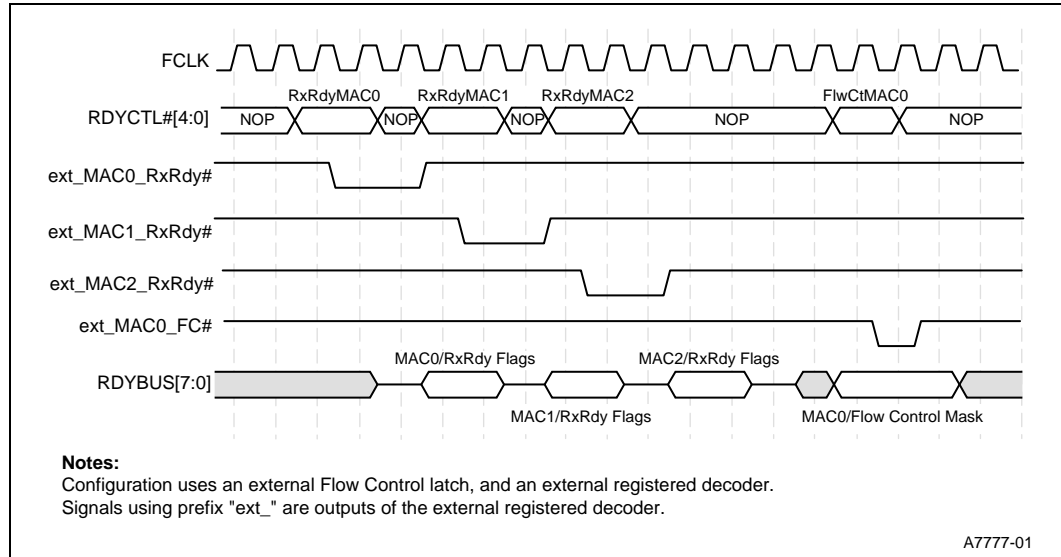 FCLK
RxRdyMAC0 RxRdyMAC1 RxRdyMAC2 FlwCtMAC0
RDYCTL#[4:0] NOP NOP NOP NOP NOP
ext_MAC0_RxRdy#
ext_MAC1_RxRdy#
ext_MAC2_RxRdy#
ext_MAC0_FC#
MAC0/RxRdy Flags MAC2/RxRdy Flags
RDYBUS[7:0]
MAC1/RxRdy Flags MAC0/Flow Control Mask
Notes:
Configuration uses an external Flow Control latch, and an external registered decoder.
Signals using prefix "ext_" are outputs of the external registered decoder.
A7777-01